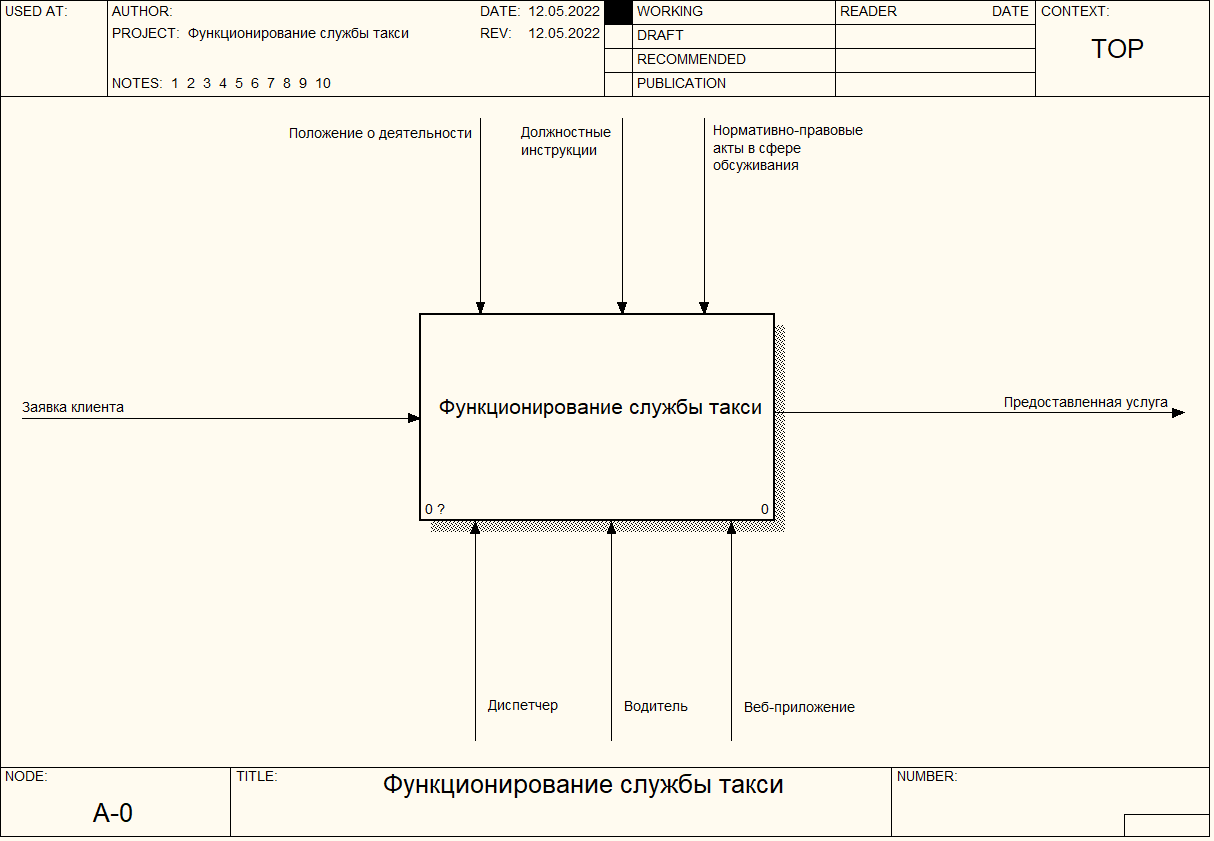 USED AT:
AUTHOR:
DATE: 12.05.2022
PROJECT: Функционирование службы такси
REV: 12.05.2022
NOTES: 1 2 3 4 5 6 7 8 9 10
WORKING
DRAFT
RECOMMENDED
PUBLICATION
READER
DATE
CONTEXT:
TOP
Положение о деятельности
Должностные
инструкции
Нормативно-правовые
акты в сфере
обсуживания
Заявка клиента
Функционирование службы такси
Предоставленная услуга
0 ?
0
Диспетчер
Водитель
Веб-приложение
NODE:
A-0
TITLE:
Функционирование службы такси
NUMBER: